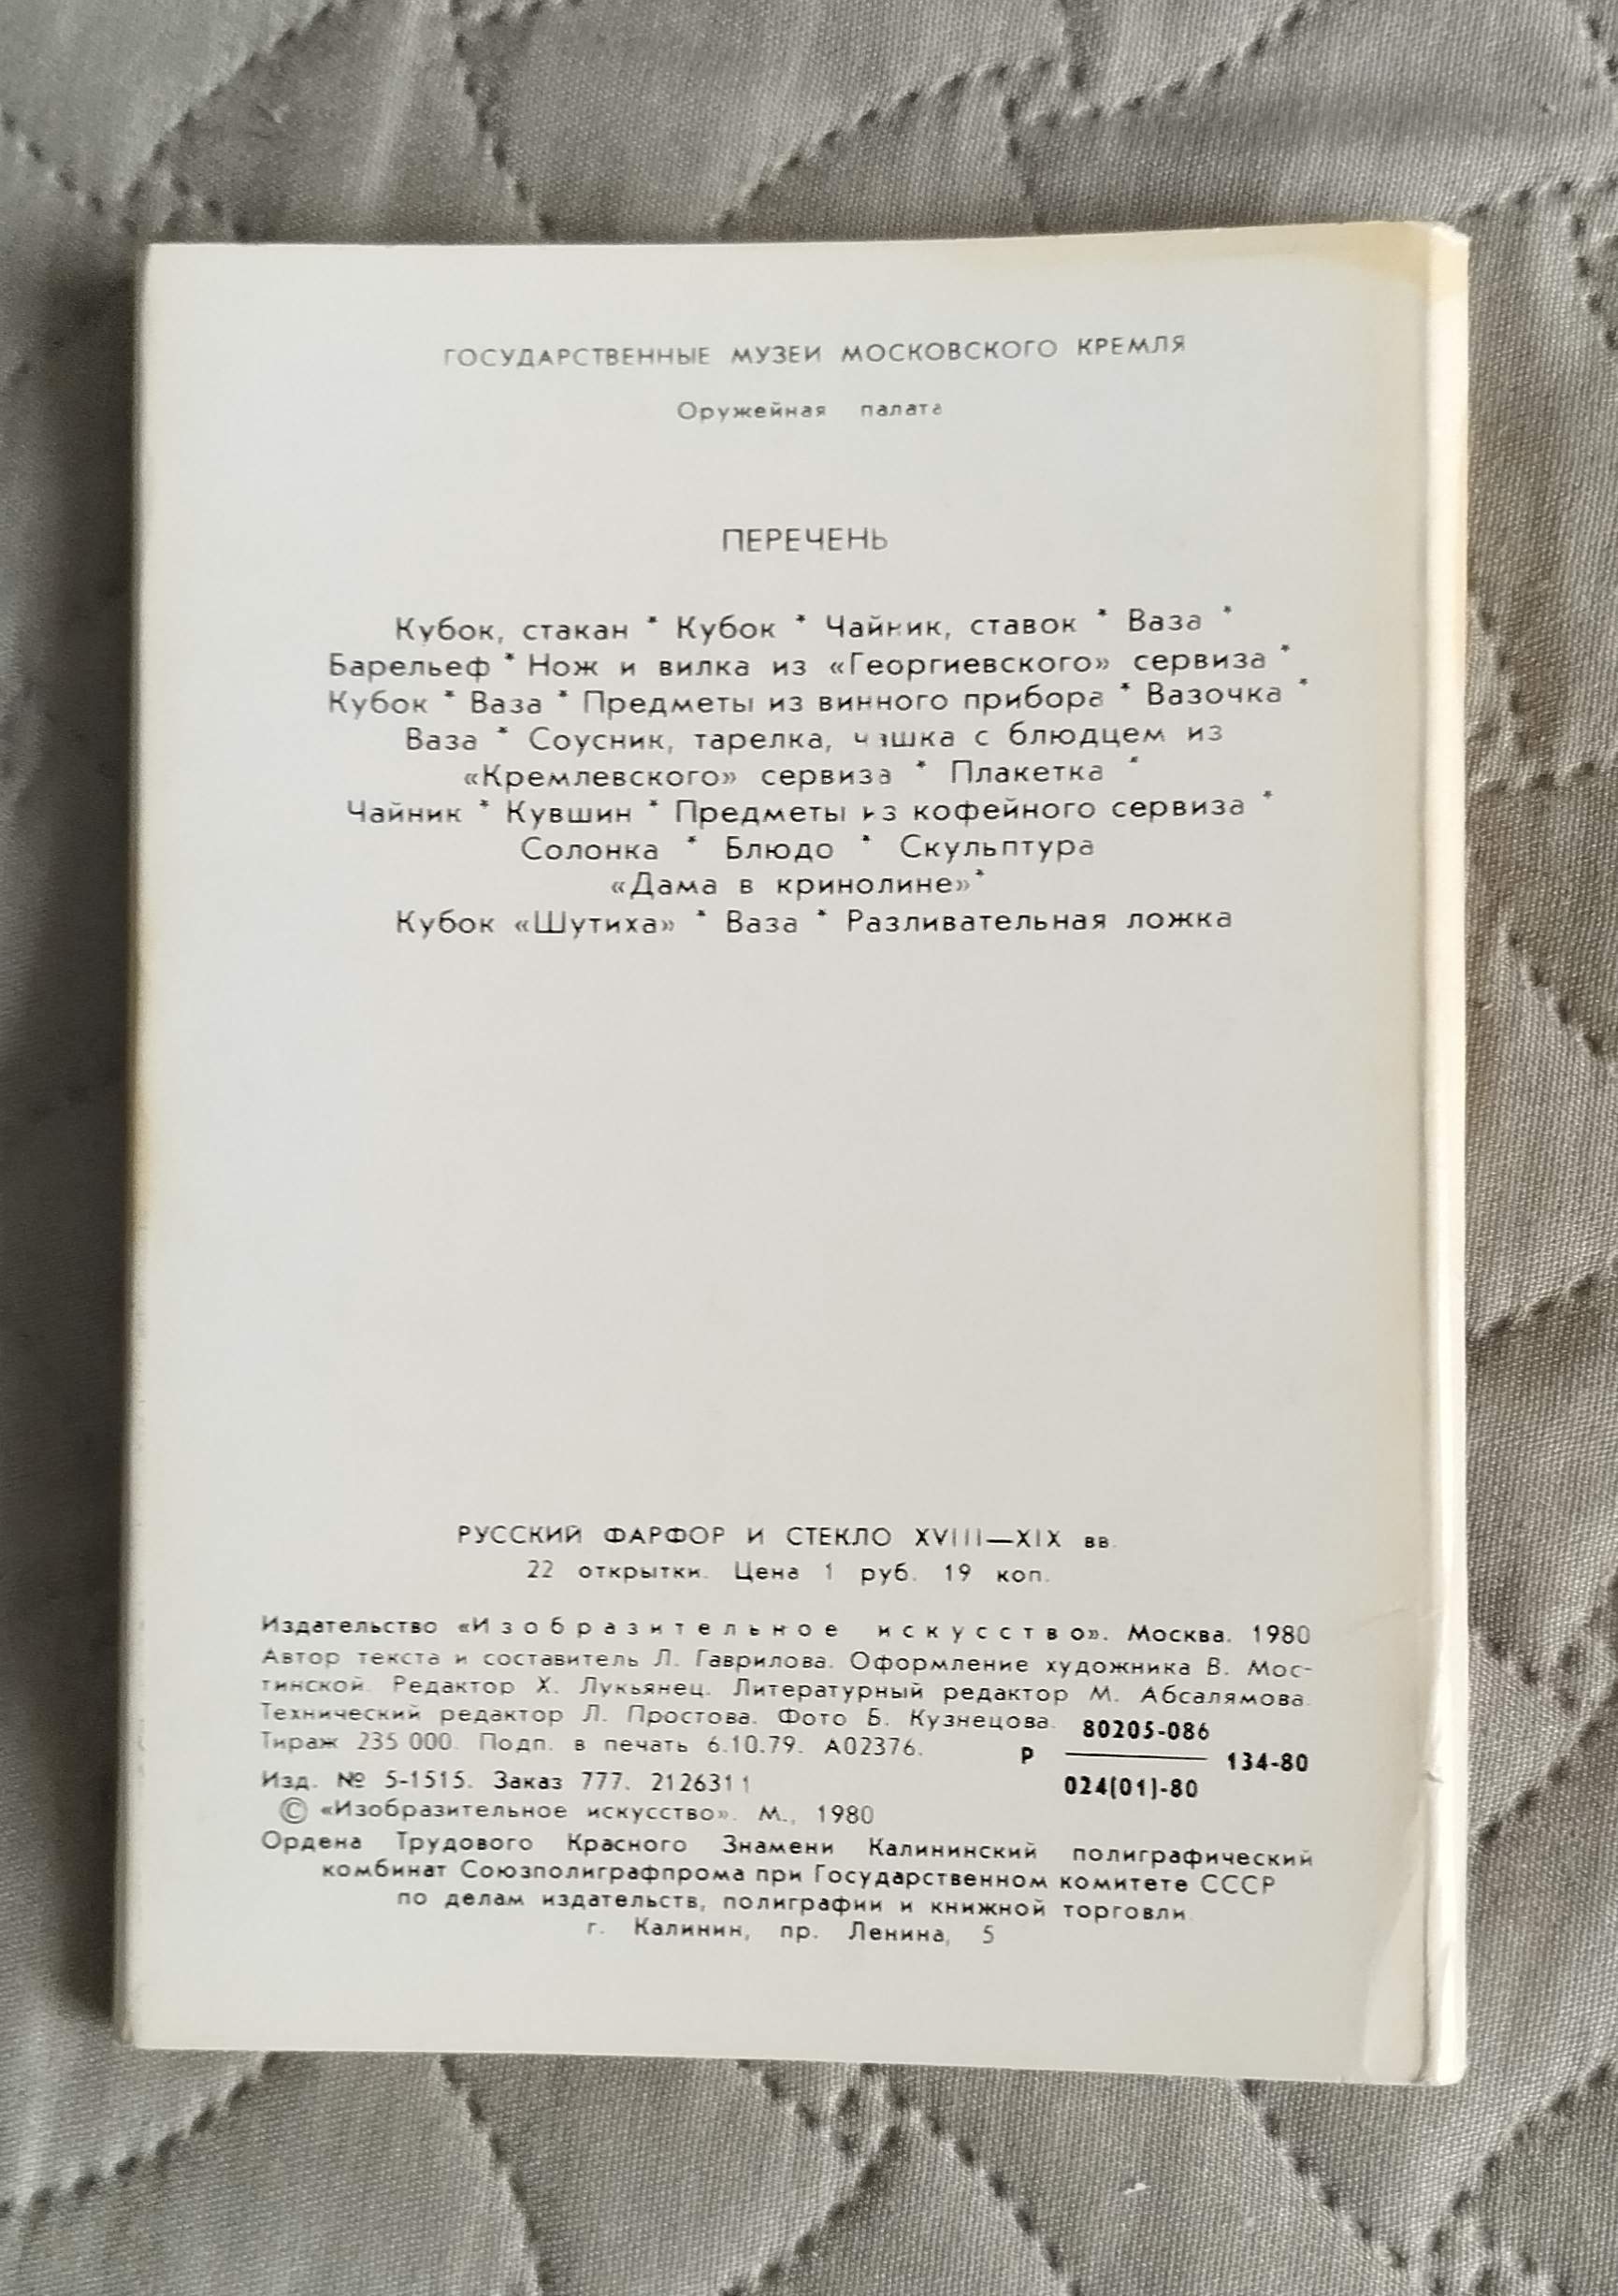 ГОСУДАРСТВЕННЫЕ МУЗЕИ МОСКОВСКОГО КРЕМЛЯ
Оружейная палата
ПЕРЕЧЕНЬ
Кубок, стакан * Кубок * Чайник, ставок * Ваза *
Барельеф * Нож и вилка из «Георгиевского» сервиза *
Кубок * Ваза * Предметы из винного прибора * Вазочка *
Ваза * Соусник, тарелка, чашка с блюдцем из
«Кремлевского» сервиза * Плакетка *
Чайник * Кувшин * Предметы из кофейного сервиза *
Солонка * Блюдо * Скульптура
«Дама в кринолине» *
Кубок «Шутиха» * Ваза * Разливательная ложка
РУССКИЙ ФАРФОР И СТЕКЛО XVIII—XIX вв.
22 открытки. Цена 1 руб. 19 коп.
Издательство «Изобразительное искусство». Москва. 1980
Автор текста и составитель Л. Гаврилова. Оформление художника В. Мос-
тинской. Редактор Х. Лукьянец. Литературный редактор М. Абсалямова.
Технический редактор Л. Простова. Фото Б. Кузнецова.
Тираж 235 000. Подп. в печать 6.10.79. А02376.
Р 80205-086
024(01)-80 134-80
Изд. № 5-1515. Заказ 777. 2126311
© «Изобразительное искусство». М., 1980
Ордена Трудового Красного Знамени Калининский полиграфический
комбинат Союзполиграфпрома при Государственном комитете СССР
по делам издательств, полиграфии и книжной торговли.
г. Калинин, пр. Ленина, 5